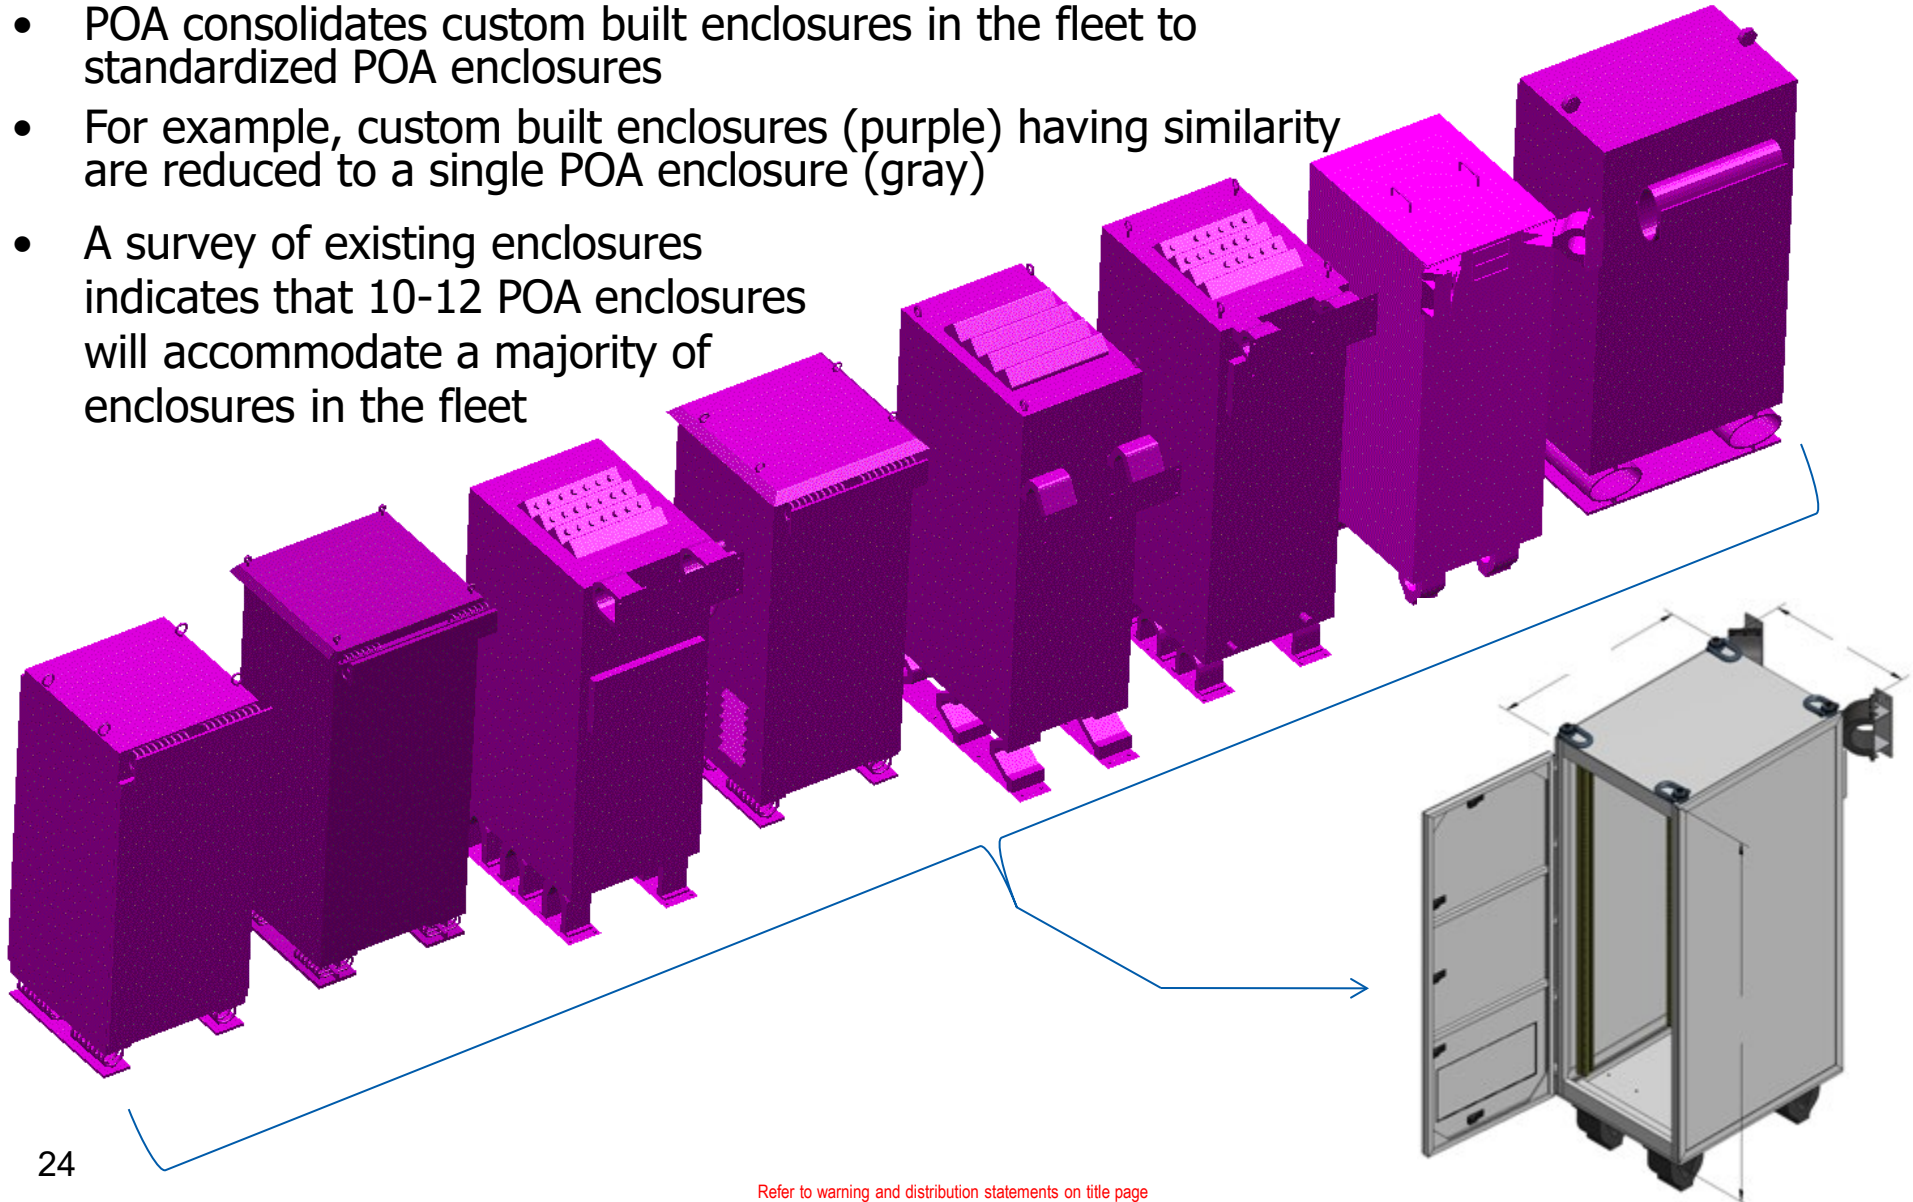 • POA consolidates custom built enclosures in the fleet to
standardized POA enclosures
• For example, custom built enclosures (purple) having similarity
are reduced to a single POA enclosure (gray)
• A survey of existing enclosures
indicates that 10-12 POA enclosures
will accommodate a majority of
enclosures in the fleet
24
Refer to warning and distribution statements on title page